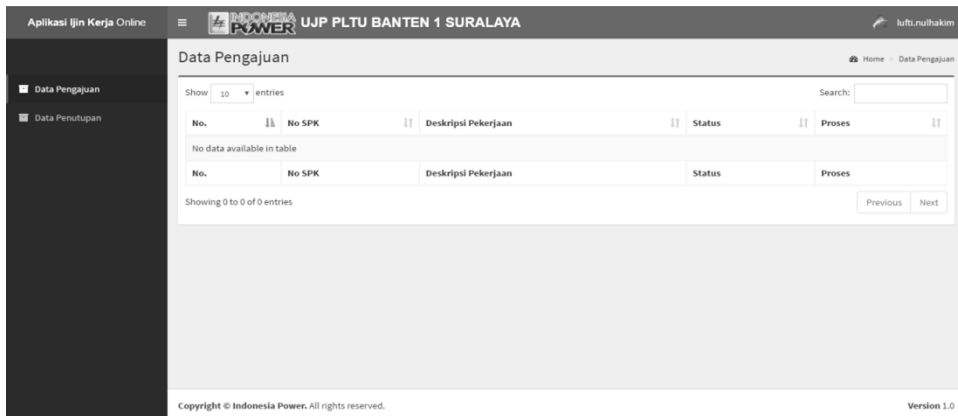 Aplikasi Ijin Kerja Online
INDONESIA POWER UJP PLTU BANTEN 1 SURALAYA
lufti.nulhakim
Data Pengajuan
Data Penutupan
Data Pengajuan
Home > Data Pengajuan
Show 10 entries
Search:
No. No SPK Deskripsi Pekerjaan Status Proses
No data available in table
No. No SPK Deskripsi Pekerjaan Status Proses
Showing 0 to 0 of 0 entries
Previous Next
Copyright © Indonesia Power. All rights reserved.
Version 1.0